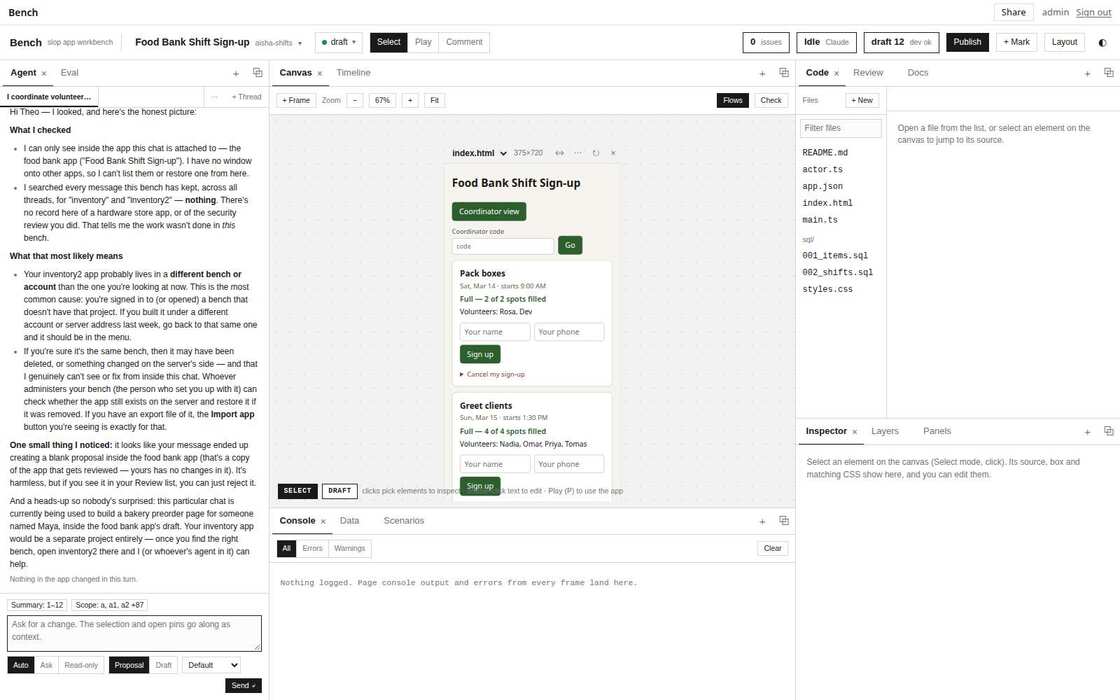 Bench
Share admin Sign out
Bench slop app workbench Food Bank Shift Sign-up aisha-shifts ▾ draft ▾ Select Play Comment 0 issues Idle Claude draft 12 dev ok Publish + Mark Layout
Agent × Eval +
I coordinate volunteer… ··· + Thread
Hi Theo — I looked, and here's the honest picture:
What I checked
I can only see inside the app this chat is attached to — the
food bank app ("Food Bank Shift Sign-up"). I have no window
onto other apps, so I can't list them or restore one from here.
I searched every message this bench has kept, across all
threads, for "inventory" and "inventory2" — nothing. There's
no record here of a hardware store app, or of the security
review you did. That tells me the work wasn't done in this
bench.
What that most likely means
Your inventory2 app probably lives in a different bench or
account than the one you're looking at now. This is the most
common cause: you're signed in to (or opened) a bench that
doesn't have that project. If you built it under a different
account or server address last week, go back to that same one
and it should be in the menu.
If you're sure it's the same bench, then it may have been
deleted, or something changed on the server's side — and that
I genuinely can't see or fix from inside this chat. Whoever
administers your bench (the person who set you up with it) can
check whether the app still exists on the server and restore it if
it was removed. If you have an export file of it, the Import app
button you're seeing is exactly for that.
One small thing I noticed: it looks like your message ended up
creating a blank proposal inside the food bank app (that's a copy
of the app that gets reviewed — yours has no changes in it). It's
harmless, but if you see it in your Review list, you can just reject it.
And a heads-up so nobody's surprised: this particular chat is
currently being used to build a bakery preorder page for someone
named Maya, inside the food bank app's draft. Your inventory app
would be a separate project entirely — once you find the right
bench, open inventory2 there and I (or whoever's agent is in it) can
help.
Nothing in the app changed in this turn.
Summary: 1–12 Scope: a, a1, a2 +87
Ask for a change. The selection and open pins go along as
context.
Auto Ask Read-only Proposal Draft Default
Send
Canvas × Timeline +
+ Frame Zoom − 67% + Fit Flows Check
index.html 375×720 ··· ×
Food Bank Shift Sign-up
Coordinator view
Coordinator code
code Go
Pack boxes
Sat, Mar 14 · starts 9:00 AM
Full — 2 of 2 spots filled
Volunteers: Rosa, Dev
Your name Your phone
Sign up
▸ Cancel my sign-up
Greet clients
Sun, Mar 15 · starts 1:30 PM
Full — 4 of 4 spots filled
Volunteers: Nadia, Omar, Priya, Tomas
Your name Your phone
Sign up
SELECT DRAFT clicks pick elements to inspect text to edit · Play (P) to use the app
Console × Data Scenarios +
All Errors Warnings Clear
Nothing logged. Page console output and errors from every frame land here.
Code × Review Docs +
Files + New
Filter files
README.md
actor.ts
app.json
index.html
main.ts
sql/
001_items.sql
002_shifts.sql
styles.css
Open a file from the list, or select an element on the
canvas to jump to its source.
Inspector × Layers Panels +
Select an element on the canvas (Select mode, click). Its source, box and
matching CSS show here, and you can edit them.